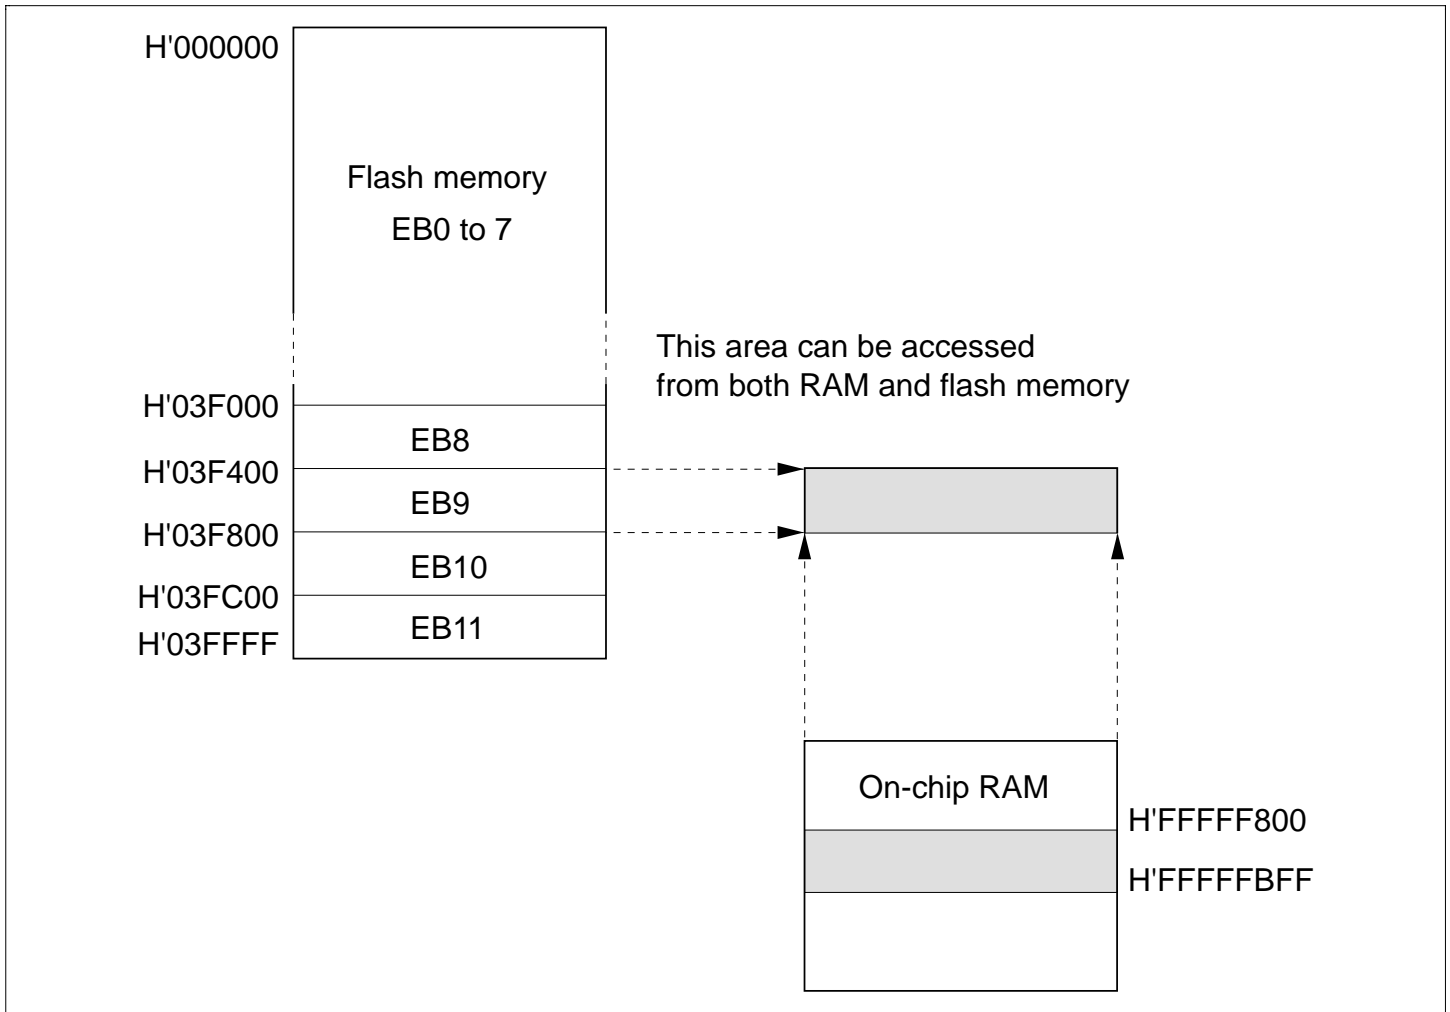 H'000000
Flash memory
EB0 to 7
This area can be accessed
from both RAM and flash memory
H'03F000
EB8
H'03F400
EB9
H'03F800
EB10
H'03FC00
EB11
H'03FFFF
On-chip RAM
H'FFFFF800
H'FFFFFBFF